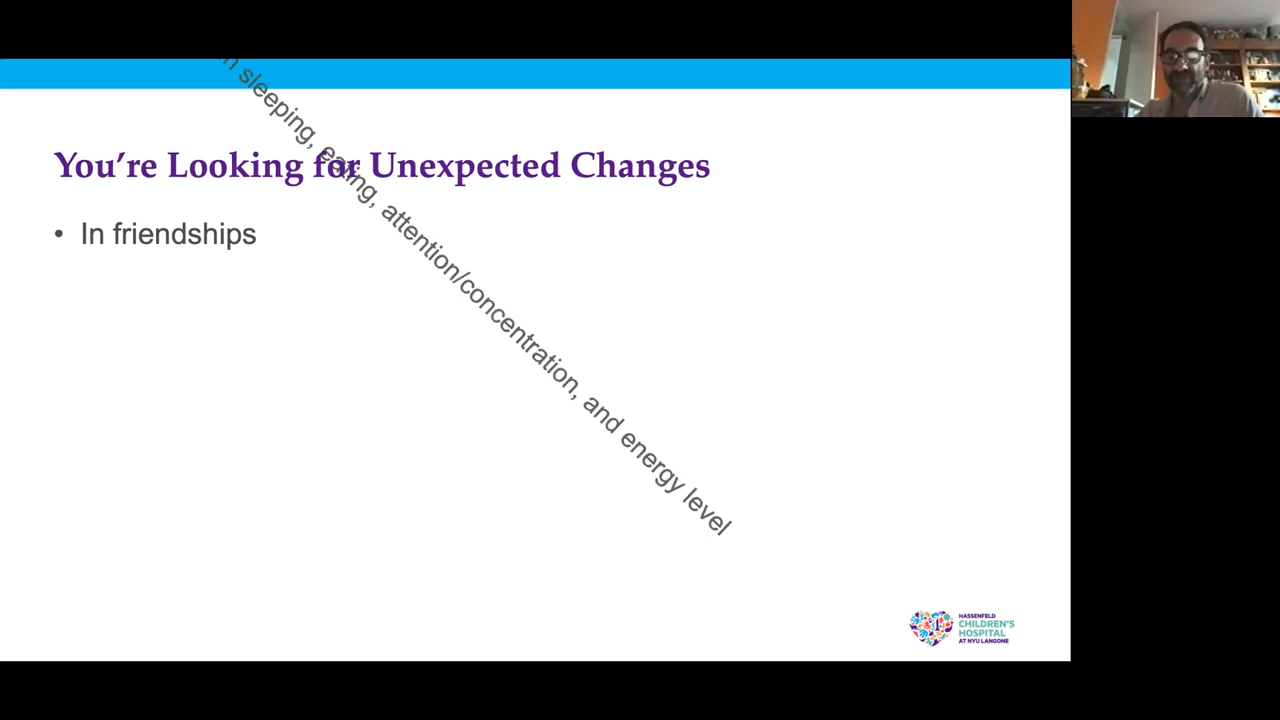 You're Looking for Unexpected Changes
• In friendships
sleeping, eating, attention/concentration, and energy level
HASSENFELD
CHILDREN'S
HOSPITAL
AT NYU LANGONE